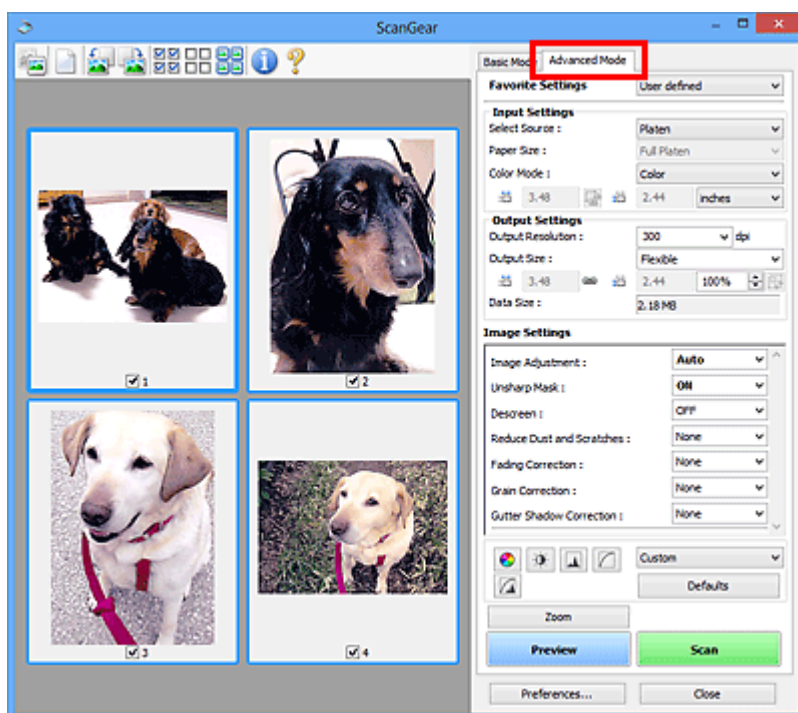 ScanGear
Basic Mode Advanced Mode
Favorite Settings User defined
Input Settings
Select Source : Platen
Paper Size : Full Platen
Color Mode : Color
3.48 2.44 inches
Output Settings
Output Resolution : 300 dpi
Output Size : Flexible
3.48 2.44 100%
Data Size : 2.18 MB
Image Settings
Image Adjustment : Auto
Unsharp Mask : ON
Descreen : OFF
Reduce Dust and Scratches : None
Fading Correction : None
Grain Correction : None
Gutter Shadow Correction : None
Custom
Defaults
Zoom
Preview Scan
Preferences... Close
1
2
3
4